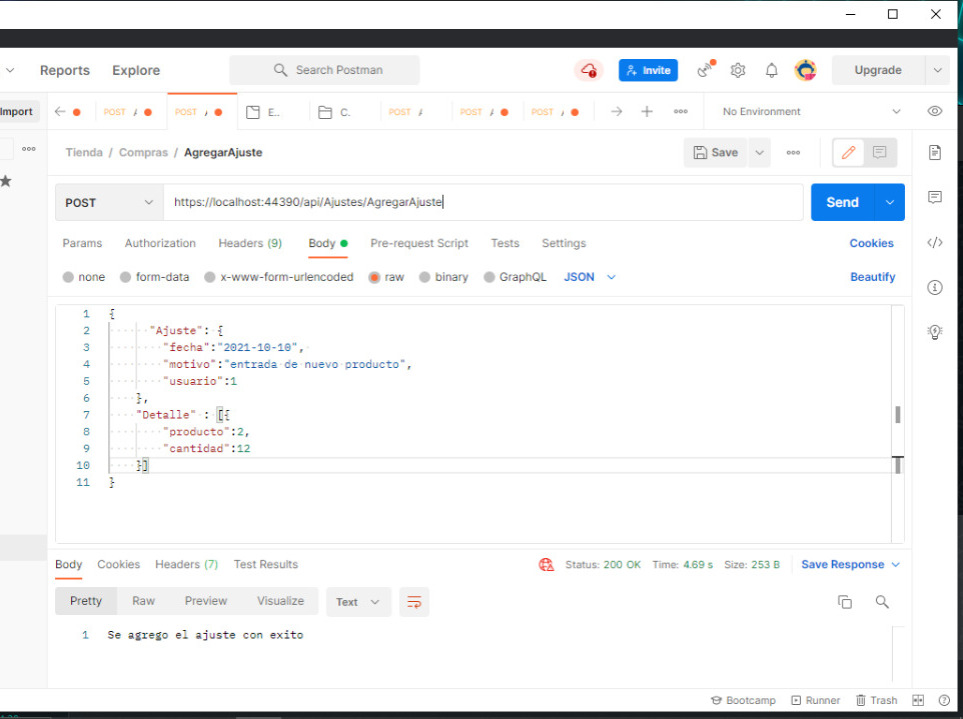 Reports Explore Search Postman Invite Upgrade
Import POST POST E.. C. POST POST POST No Environment
Tienda / Compras / AgregarAjuste Save
POST https://localhost:44390/api/Ajustes/AgregarAjuste Send
Params Authorization Headers (9) Body Pre-request Script Tests Settings Cookies
none form-data x-www-form-urlencoded raw binary GraphQL JSON Beautify
1 {
2 "Ajuste": {
3 "fecha":"2021-10-10",
4 "motivo":"entrada de nuevo producto",
5 "usuario":1
6 },
7 "Detalle" : [{
8 "producto":2,
9 "cantidad":12
10 }]
11 }
Body Cookies Headers (7) Test Results Status: 200 OK Time: 4.69 s Size: 253 B Save Response
Pretty Raw Preview Visualize Text
1 Se agrego el ajuste con exito
Bootcamp Runner Trash